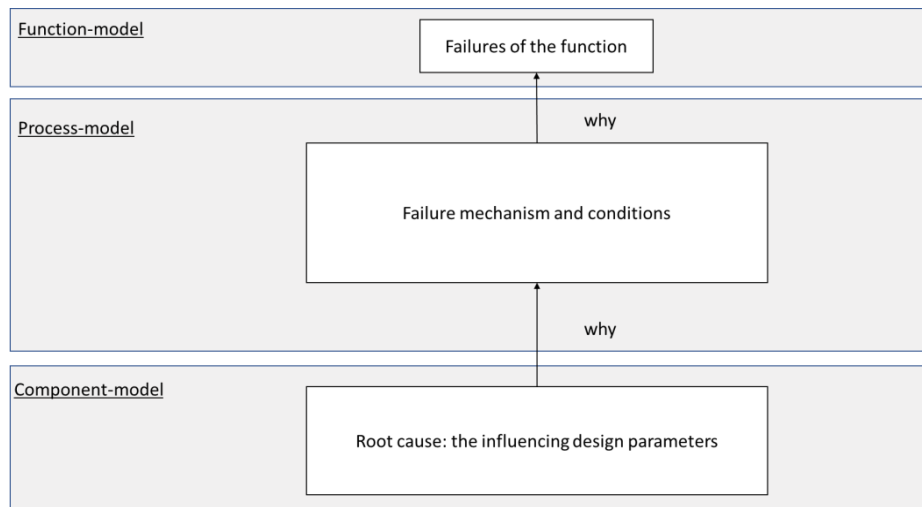 Function-model
Failures of the function
Process-model
why
Failure mechanism and conditions
why
Component-model
Root cause: the influencing design parameters